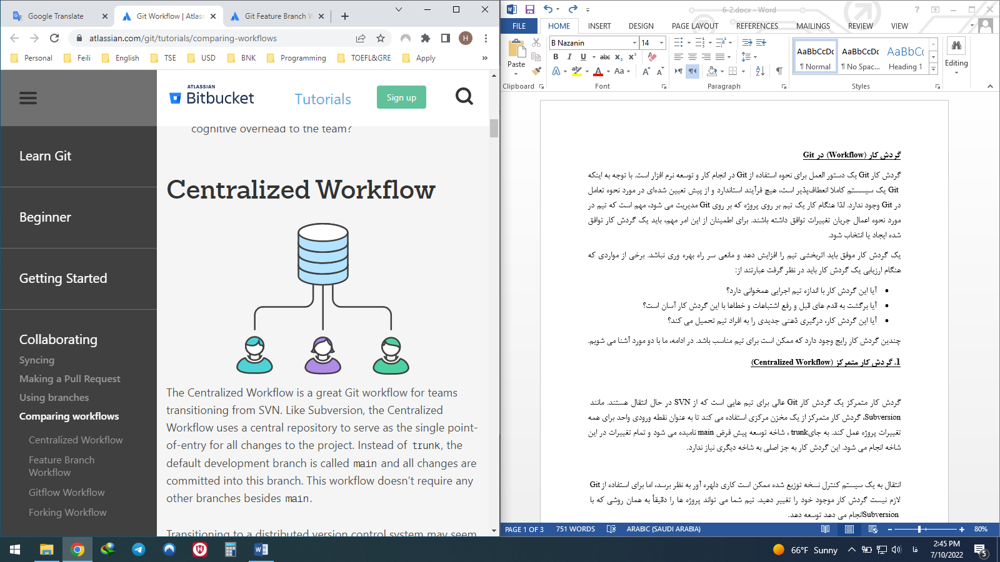 Google Translate
Git Workflow | Atlass
Git Feature Branch W
atlassian.com/git/tutorials/comparing-workflows
H
Personal
Feili
English
TSE
USD
BNK
Programming
TOEFL&GRE
Apply
»
ATLASSIAN
Bitbucket
Tutorials
Sign up
Learn Git
Beginner
Getting Started
Collaborating
Syncing
Making a Pull Request
Using branches
Comparing workflows
Centralized Workflow
Feature Branch
Workflow
Gitflow Workflow
Forking Workflow
cognitive overhead to the team?
Centralized Workflow
The Centralized Workflow is a great Git workflow for teams
transitioning from SVN. Like Subversion, the Centralized
Workflow uses a central repository to serve as the single point-
of-entry for all changes to the project. Instead of trunk, the
default development branch is called main and all changes are
committed into this branch. This workflow doesn’t require any
other branches besides main.
Transitioning to a distributed version control system may seem
6-2.docx - Word
FILE
HOME
INSERT
DESIGN
PAGE LAYOUT
REFERENCES
MAILINGS
REVIEW
VIEW
Paste
Clipboard
B Nazanin
14
B I U abc x₂ x²
A A Aa A A
Font
Paragraph
AaBbCcDc
¶ Normal
AaBbCcDc
¶ No Spac...
AaBbCc
Heading 1
Styles
Editing
گردش کار (Workflow) در Git
گردش کار Git یک دستور العمل برای نحوه استفاده از Git در انجام کار و توسعه نرم افزار است. با توجه به اینکه
Git یک سیستم کاملا انعطاف‌پذیر است، هیچ فرآیند استاندارد و از پیش تعیین شده‌ای در مورد نحوه تعامل
در Git وجود ندارد. لذا هنگام کار یک تیم بر روی پروژه که بر روی Git مدیریت می شود، مهم است که تیم در
مورد نحوه اعمال جریان تغییرات توافق داشته باشند. برای اطمینان از این امر مهم، باید یک گردش کار توافق
شده ایجاد یا انتخاب شود.
یک گردش کار موفق باید اثربخشی تیم را افزایش دهد و مانعی سر راه بهره وری نباشد. برخی از مواردی که
هنگام ارزیابی یک گردش کار باید در نظر گرفت عبارتند از:
• آیا این گردش کار با اندازه تیم اجرایی همخوانی دارد؟
• آیا برگشت به قدم های قبل و رفع اشتباهات و خطاها با این گردش کار آسان است؟
• آیا این گردش کار، درگیری ذهنی جدیدی را به افراد تیم تحمیل می کند؟
چندین گردش کار رایج وجود دارد که ممکن است برای تیم مناسب باشد. در ادامه، ما با دو مورد آشنا می شویم.
1. گردش کار متمرکز (Centralized Workflow)
گردش کار متمرکز یک گردش کار Git عالی برای تیم هایی است که از SVN در حال انتقال هستند. مانند
Subversion، گردش کار متمرکز از یک مخزن مرکزی استفاده می کند تا به عنوان نقطه ورودی واحد برای همه
تغییرات پروژه عمل کند. به جایtrunk ، شاخه توسعه پیش فرض main نامیده می شود و تمام تغییرات در این
شاخه انجام می شود. این گردش کار به جز اصلی به شاخه دیگری نیاز ندارد.
انتقال به یک سیستم کنترل نسخه توزیع شده ممکن است کاری دلهره آور به نظر برسد، اما برای استفاده از Git
لازم نیست گردش کار موجود خود را تغییر دهید. تیم شما می تواند پروژه ها را دقیقاً به همان روشی که با
Subversionانجام می دهد توسعه دهد.
PAGE 1 OF 3
751 WORDS
ARABIC (SAUDI ARABIA)
80%
66°F Sunny
فا
2:45 PM
7/10/2022
5